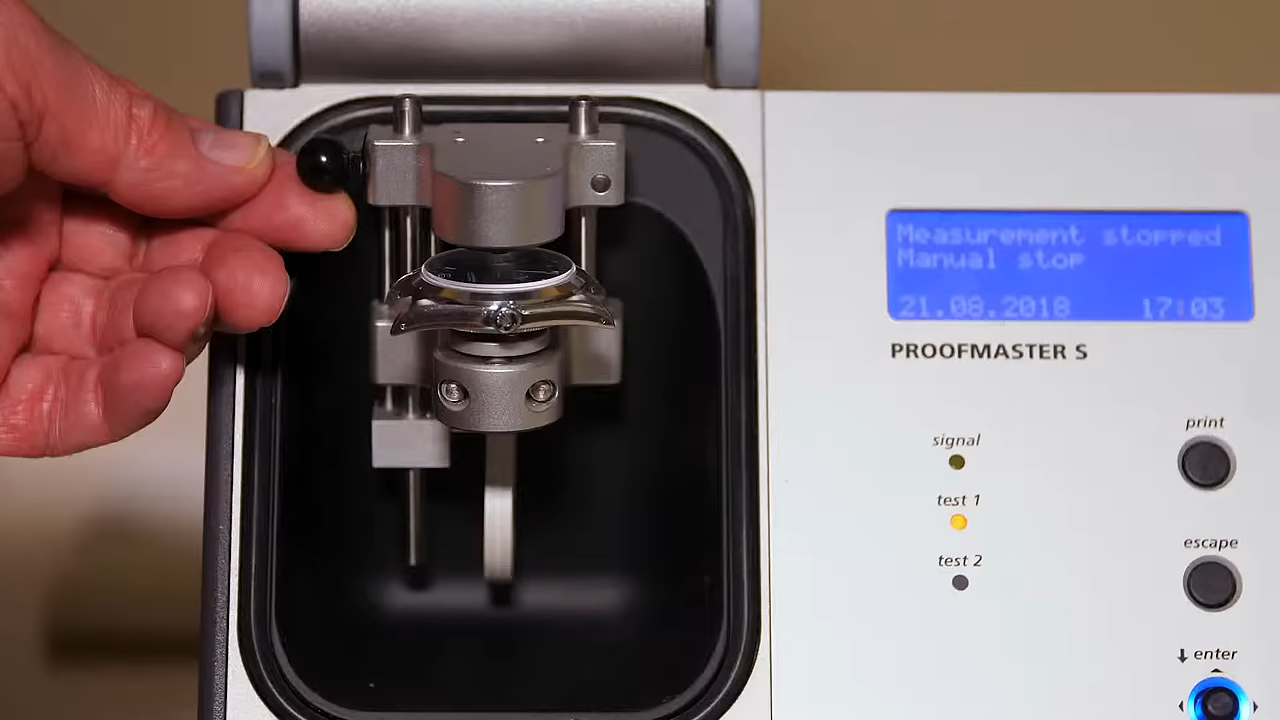 Measurement stopped
Manual stop
21.08.2018 17:03
PROOFMASTER S
signal
print
test 1
escape
test 2
enter